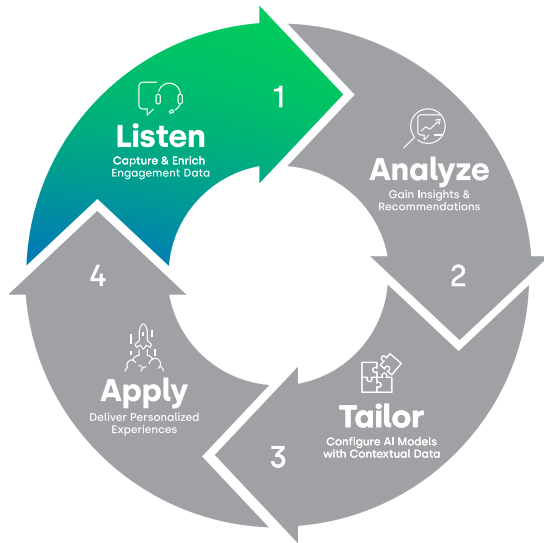 1
Listen
Capture & Enrich
Engagement Data
Analyze
Gain Insights &
Recommendations
2
Tailor
Configure AI Models
with Contextual Data
3
Apply
Deliver Personalized
Experiences
4